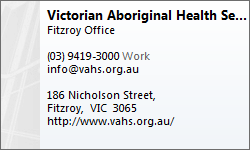 Victorian Aboriginal Health Se...
Fitzroy Office
(03) 9419-3000 Work
info@vahs.org.au
186 Nicholson Street,
Fitzroy,  VIC  3065
http://www.vahs.org.au/